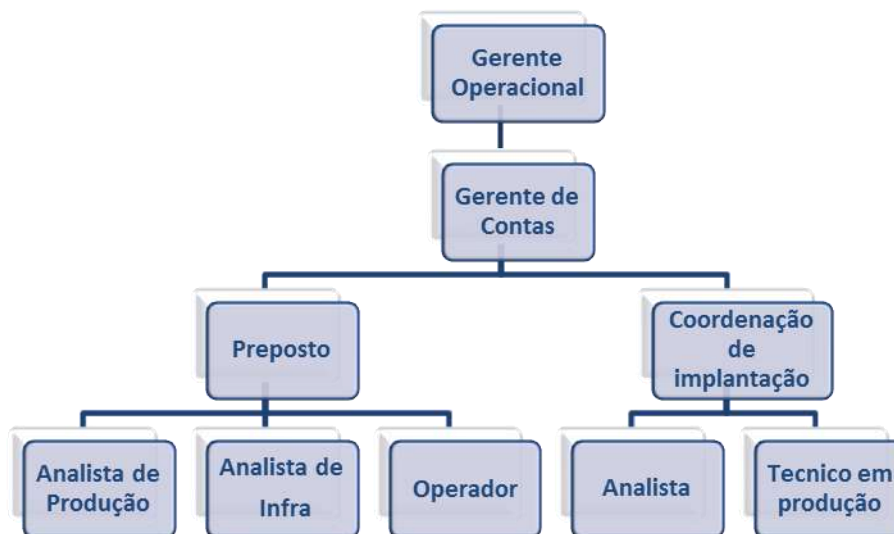 Gerente
Operacional
Gerente de
Contas
Preposto
Coordenação
de
implantação
Analista de
Produção
Analista de
Infra
Operador
Analista
Tecnico em
produção